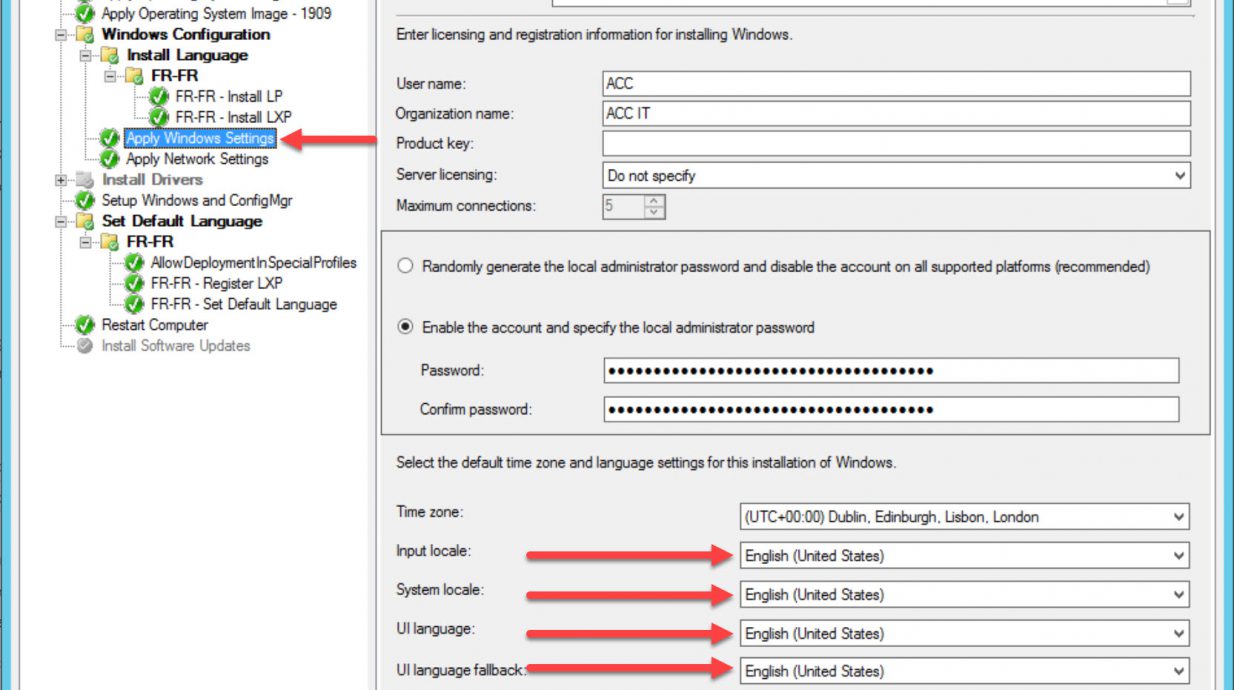 Apply Operating System Image - 1909
Windows Configuration
Install Language
FR-FR
FR-FR - Install LP
FR-FR - Install LXP
Apply Windows Settings
Apply Network Settings
Install Drivers
Setup Windows and ConfigMgr
Set Default Language
FR-FR
AllowDeploymentInSpecialProfiles
FR-FR - Register LXP
FR-FR - Set Default Language
Restart Computer
Install Software Updates
Enter licensing and registration information for installing Windows.
User name: ACC
Organization name: ACC IT
Product key:
Server licensing: Do not specify
Maximum connections: 5
Randomly generate the local administrator password and disable the account on all supported platforms (recommended)
Enable the account and specify the local administrator password
Password: ●●●●●●●●●●●●●●●●●●●●●●●●●●●●●●●●●●●●
Confirm password: ●●●●●●●●●●●●●●●●●●●●●●●●●●●●●●●●●●●●
Select the default time zone and language settings for this installation of Windows.
Time zone: (UTC+00:00) Dublin, Edinburgh, Lisbon, London
Input locale: English (United States)
System locale: English (United States)
UI language: English (United States)
UI language fallback: English (United States)